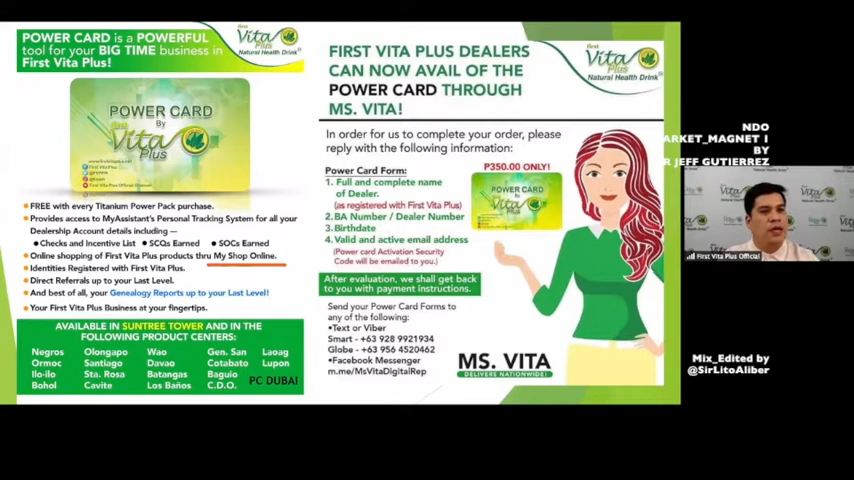 POWER CARD is a POWERFUL
tool for your BIG TIME business in
First Vita Plus!
first
Vita
Plus
Natural Health Drink
POWER CARD
By
first
Vita
Plus
www.firstvitaplus.net
First Vita Plus
First Vita Plus Official Channel
FREE with every Titanium Power Pack purchase.
Provides access to MyAssistant's Personal Tracking System for all your
Dealership Account details including —
•Checks and Incentive List •SCQs Earned •SOCs Earned
Online shopping of First Vita Plus products thru My Shop Online.
Identities Registered with First Vita Plus.
Direct Referrals up to your Last Level.
And best of all, your Genealogy Reports up to your Last Level!
Your First Vita Plus Business at your fingertips.
AVAILABLE IN SUNTREE TOWER AND IN THE
FOLLOWING PRODUCT CENTERS:
Negros Olongapo Wao Gen. San Laoag
Ormoc Santiago Davao Cotabato Lupon
Ilo-ilo Sta. Rosa Batangas Baguio
Bohol Cavite Los Baños C.D.O. PC DUBAI
FIRST VITA PLUS DEALERS
CAN NOW AVAIL OF THE
POWER CARD THROUGH
MS. VITA!
first
Vita
Plus
Natural Health Drink
In order for us to complete your order, please
reply with the following information:
Power Card Form:
1. Full and complete name
of Dealer.
(as registered with First Vita Plus)
2.BA Number / Dealer Number
3.Birthdate
4.Valid and active email address
(Power card Activation Security
Code will be emailed to you.)
P350.00 ONLY!
POWER CARD
By
Vita
Plus
After evaluation, we shall get back
to you with payment instructions.
Send your Power Card Forms to
any of the following:
•Text or Viber
Smart - +63 928 9921934
Globe - +63 956 4520462
•Facebook Messenger
m.me/MsVitaDigitalRep
MS. VITA
DELIVERS NATIONWIDE!
NDO
ARKET_MAGNET I
BY
R JEFF GUTIERREZ
First Vita Plus Official
Mix_Edited by
@SirLitoAliber